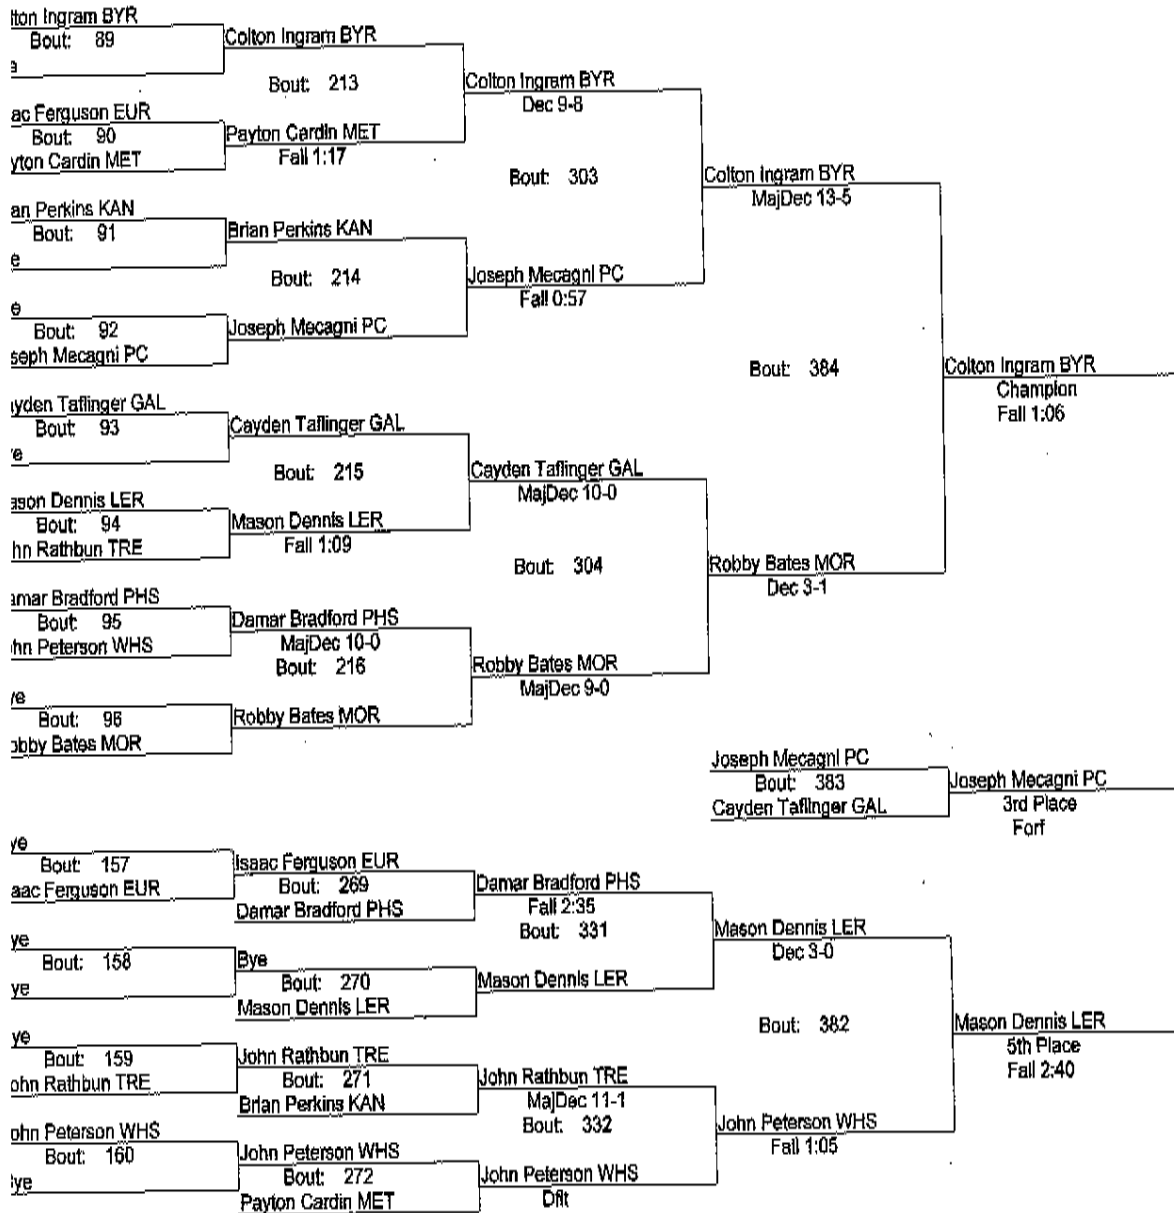 lton Ingram BYR
Bout: 89
e
Colton Ingram BYR
Bout: 213
ac Ferguson EUR
Bout: 90
yton Cardin MET
Payton Cardin MET
Fall 1:17
Colton Ingram BYR
Dec 9-8
Bout: 303
an Perkins KAN
Bout: 91
e
Brian Perkins KAN
Bout: 214
e
Bout: 92
seph Mecagni PC
Joseph Mecagni PC
Joseph Mecagni PC
Fall 0:57
Colton Ingram BYR
MajDec 13-5
Bout: 384
ayden Taflinger GAL
Bout: 93
ye
Cayden Taflinger GAL
Bout: 215
ason Dennis LER
Bout: 94
hn Rathbun TRE
Mason Dennis LER
Fall 1:09
Cayden Taflinger GAL
MajDec 10-0
Bout: 304
amar Bradford PHS
Bout: 95
hn Peterson WHS
Damar Bradford PHS
MajDec 10-0
Bout: 216
ye
Bout: 96
obby Bates MOR
Robby Bates MOR
Robby Bates MOR
MajDec 9-0
Robby Bates MOR
Dec 3-1
Colton Ingram BYR
Champion
Fall 1:06
Joseph Mecagni PC
Bout: 383
Cayden Taflinger GAL
Joseph Mecagni PC
3rd Place
Forf
ye
Bout: 157
aac Ferguson EUR
Isaac Ferguson EUR
Bout: 269
Damar Bradford PHS
Damar Bradford PHS
Fall 2:35
Bout: 331
ye
Bout: 158
ye
Bye
Bout: 270
Mason Dennis LER
Mason Dennis LER
Mason Dennis LER
Dec 3-0
Bout: 382
ye
Bout: 159
ohn Rathbun TRE
John Rathbun TRE
Bout: 271
Brian Perkins KAN
John Rathbun TRE
MajDec 11-1
Bout: 332
John Peterson WHS
Bout: 160
Bye
John Peterson WHS
Bout: 272
Payton Cardin MET
John Peterson WHS
Dflt
John Peterson WHS
Fall 1:05
Mason Dennis LER
5th Place
Fall 2:40